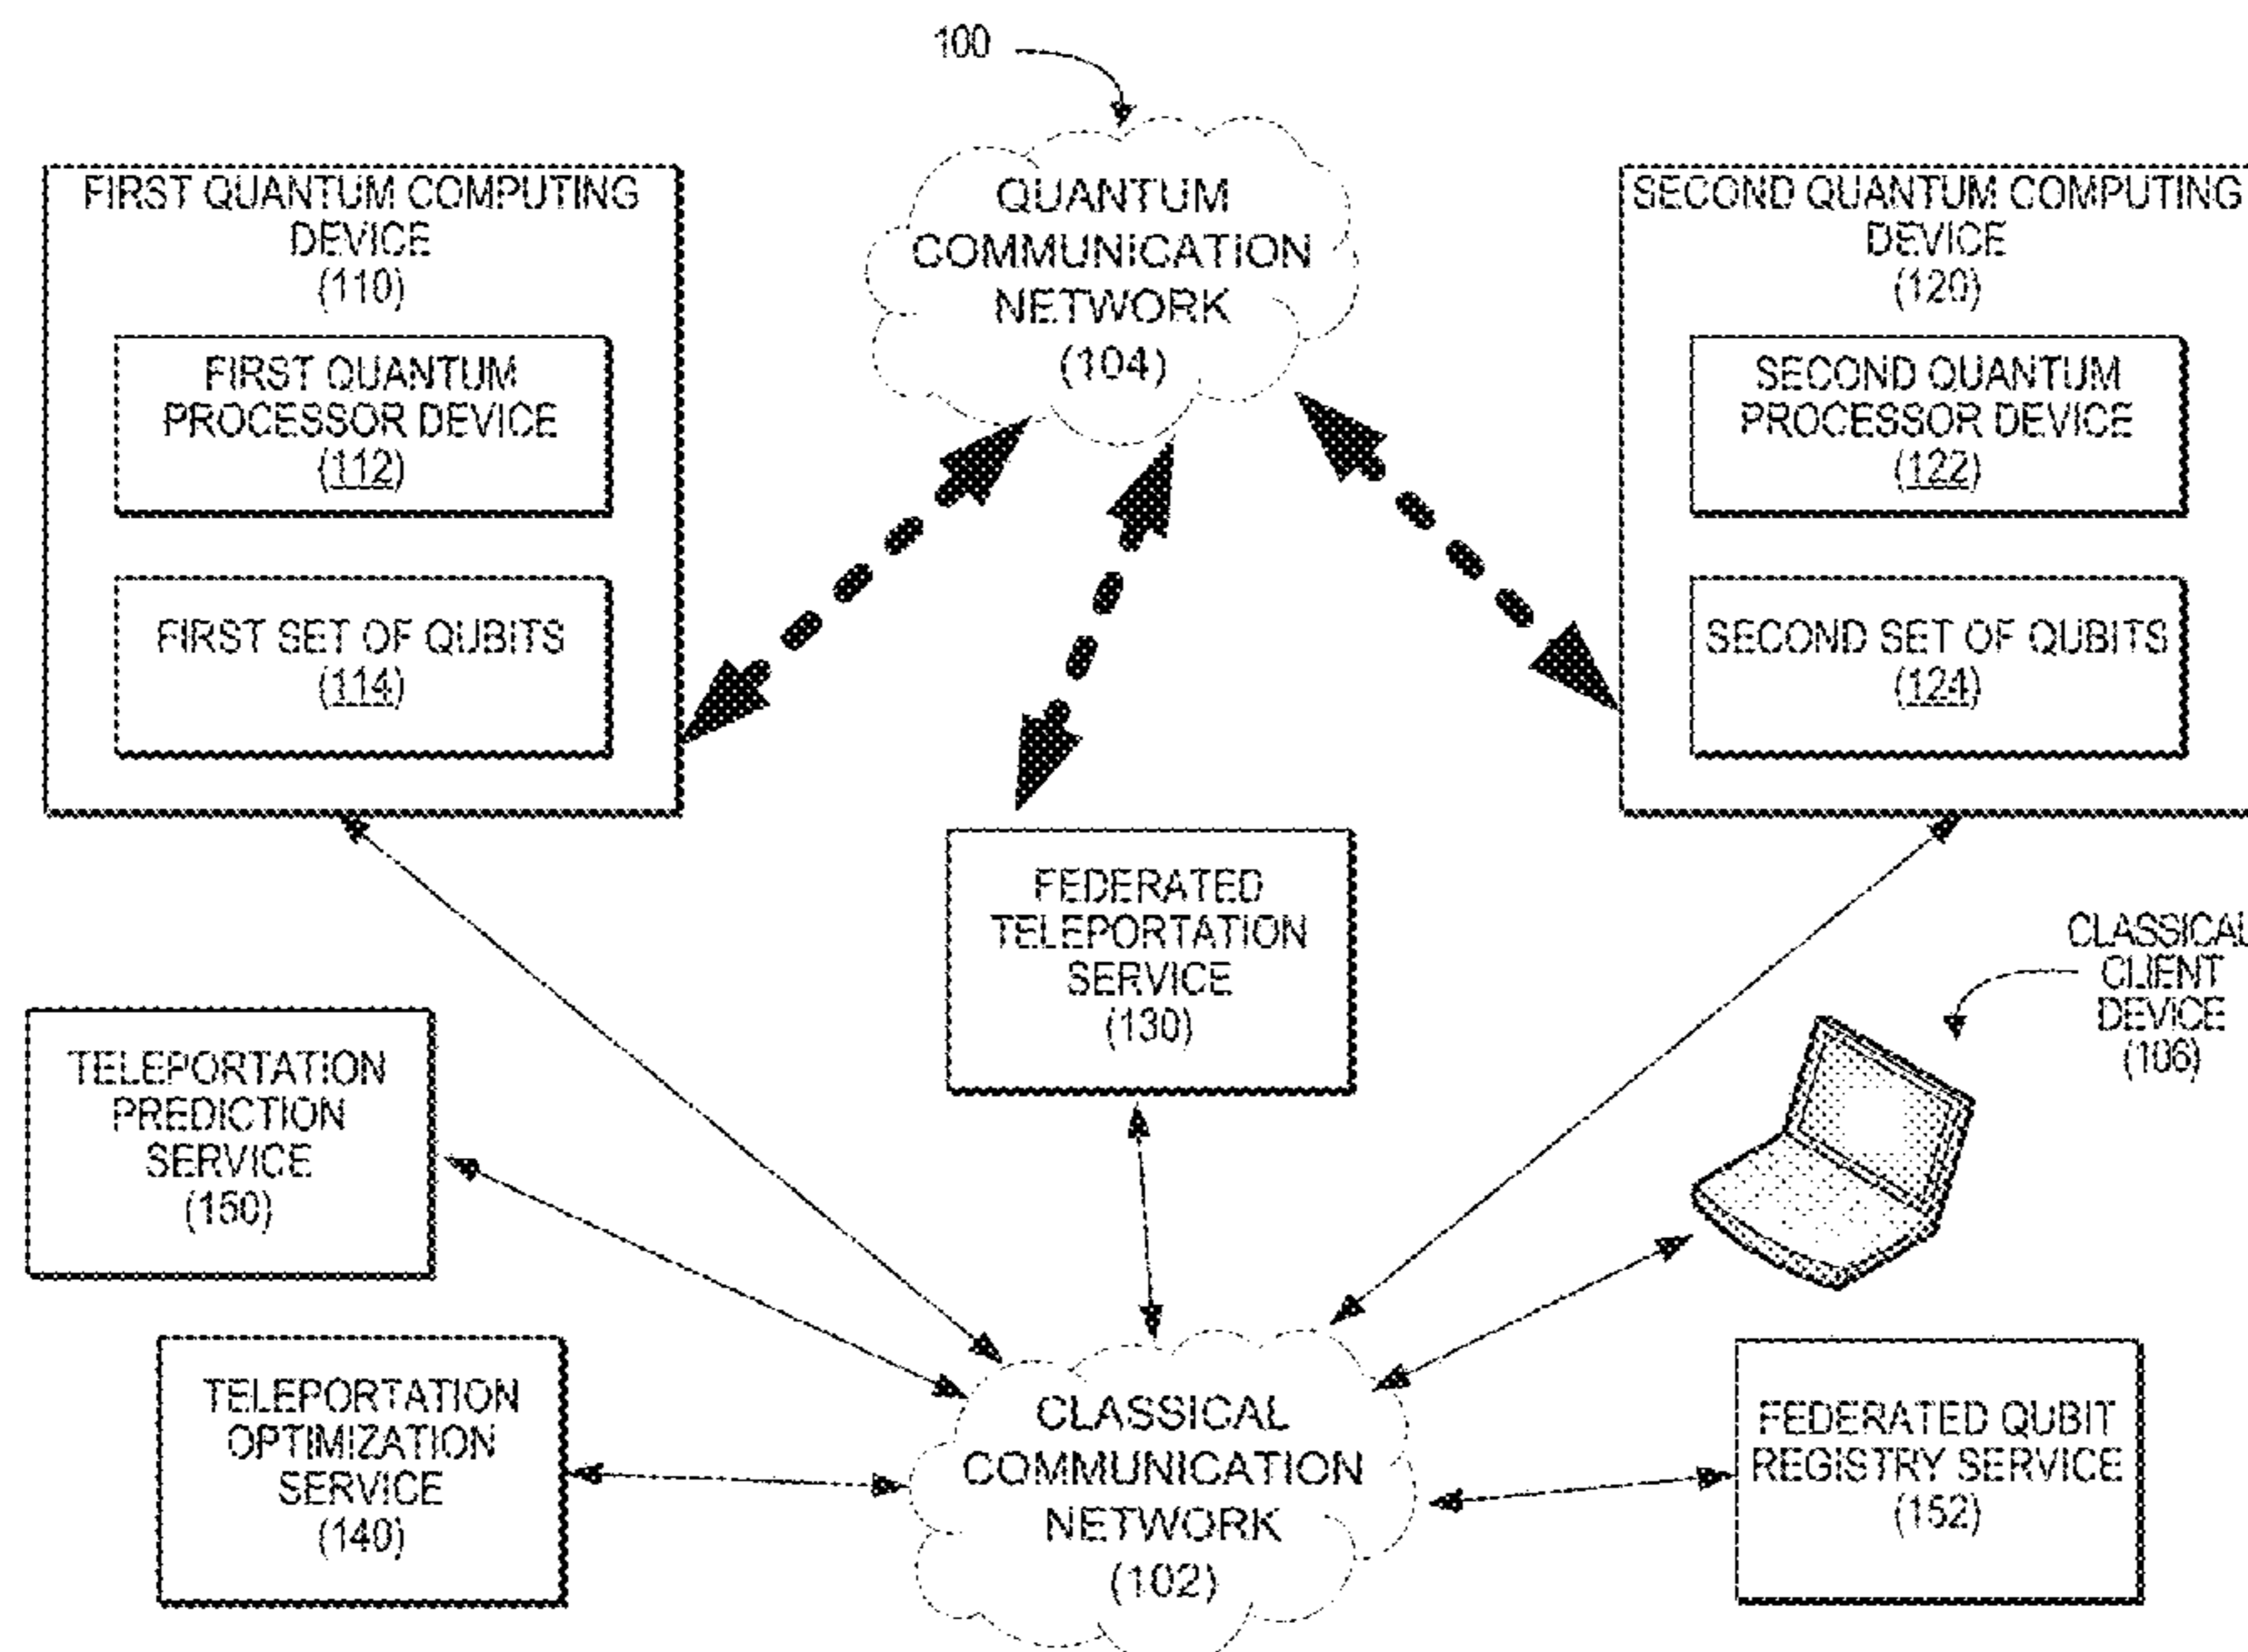 100
FIRST QUANTUM COMPUTING
DEVICE
(110)
FIRST QUANTUM
PROCESSOR DEVICE
(112)
FIRST SET OF QUBITS
(114)
QUANTUM
COMMUNICATION
NETWORK
(104)
SECOND QUANTUM COMPUTING
DEVICE
(120)
SECOND QUANTUM
PROCESSOR DEVICE
(122)
SECOND SET OF QUBITS
(124)
FEDERATED
TELEPORTATION
SERVICE
(130)
CLASSICAL
CLIENT
DEVICE
(106)
TELEPORTATION
PREDICTION
SERVICE
(150)
TELEPORTATION
OPTIMIZATION
SERVICE
(140)
CLASSICAL
COMMUNICATION
NETWORK
(102)
FEDERATED QUBIT
REGISTRY SERVICE
(152)